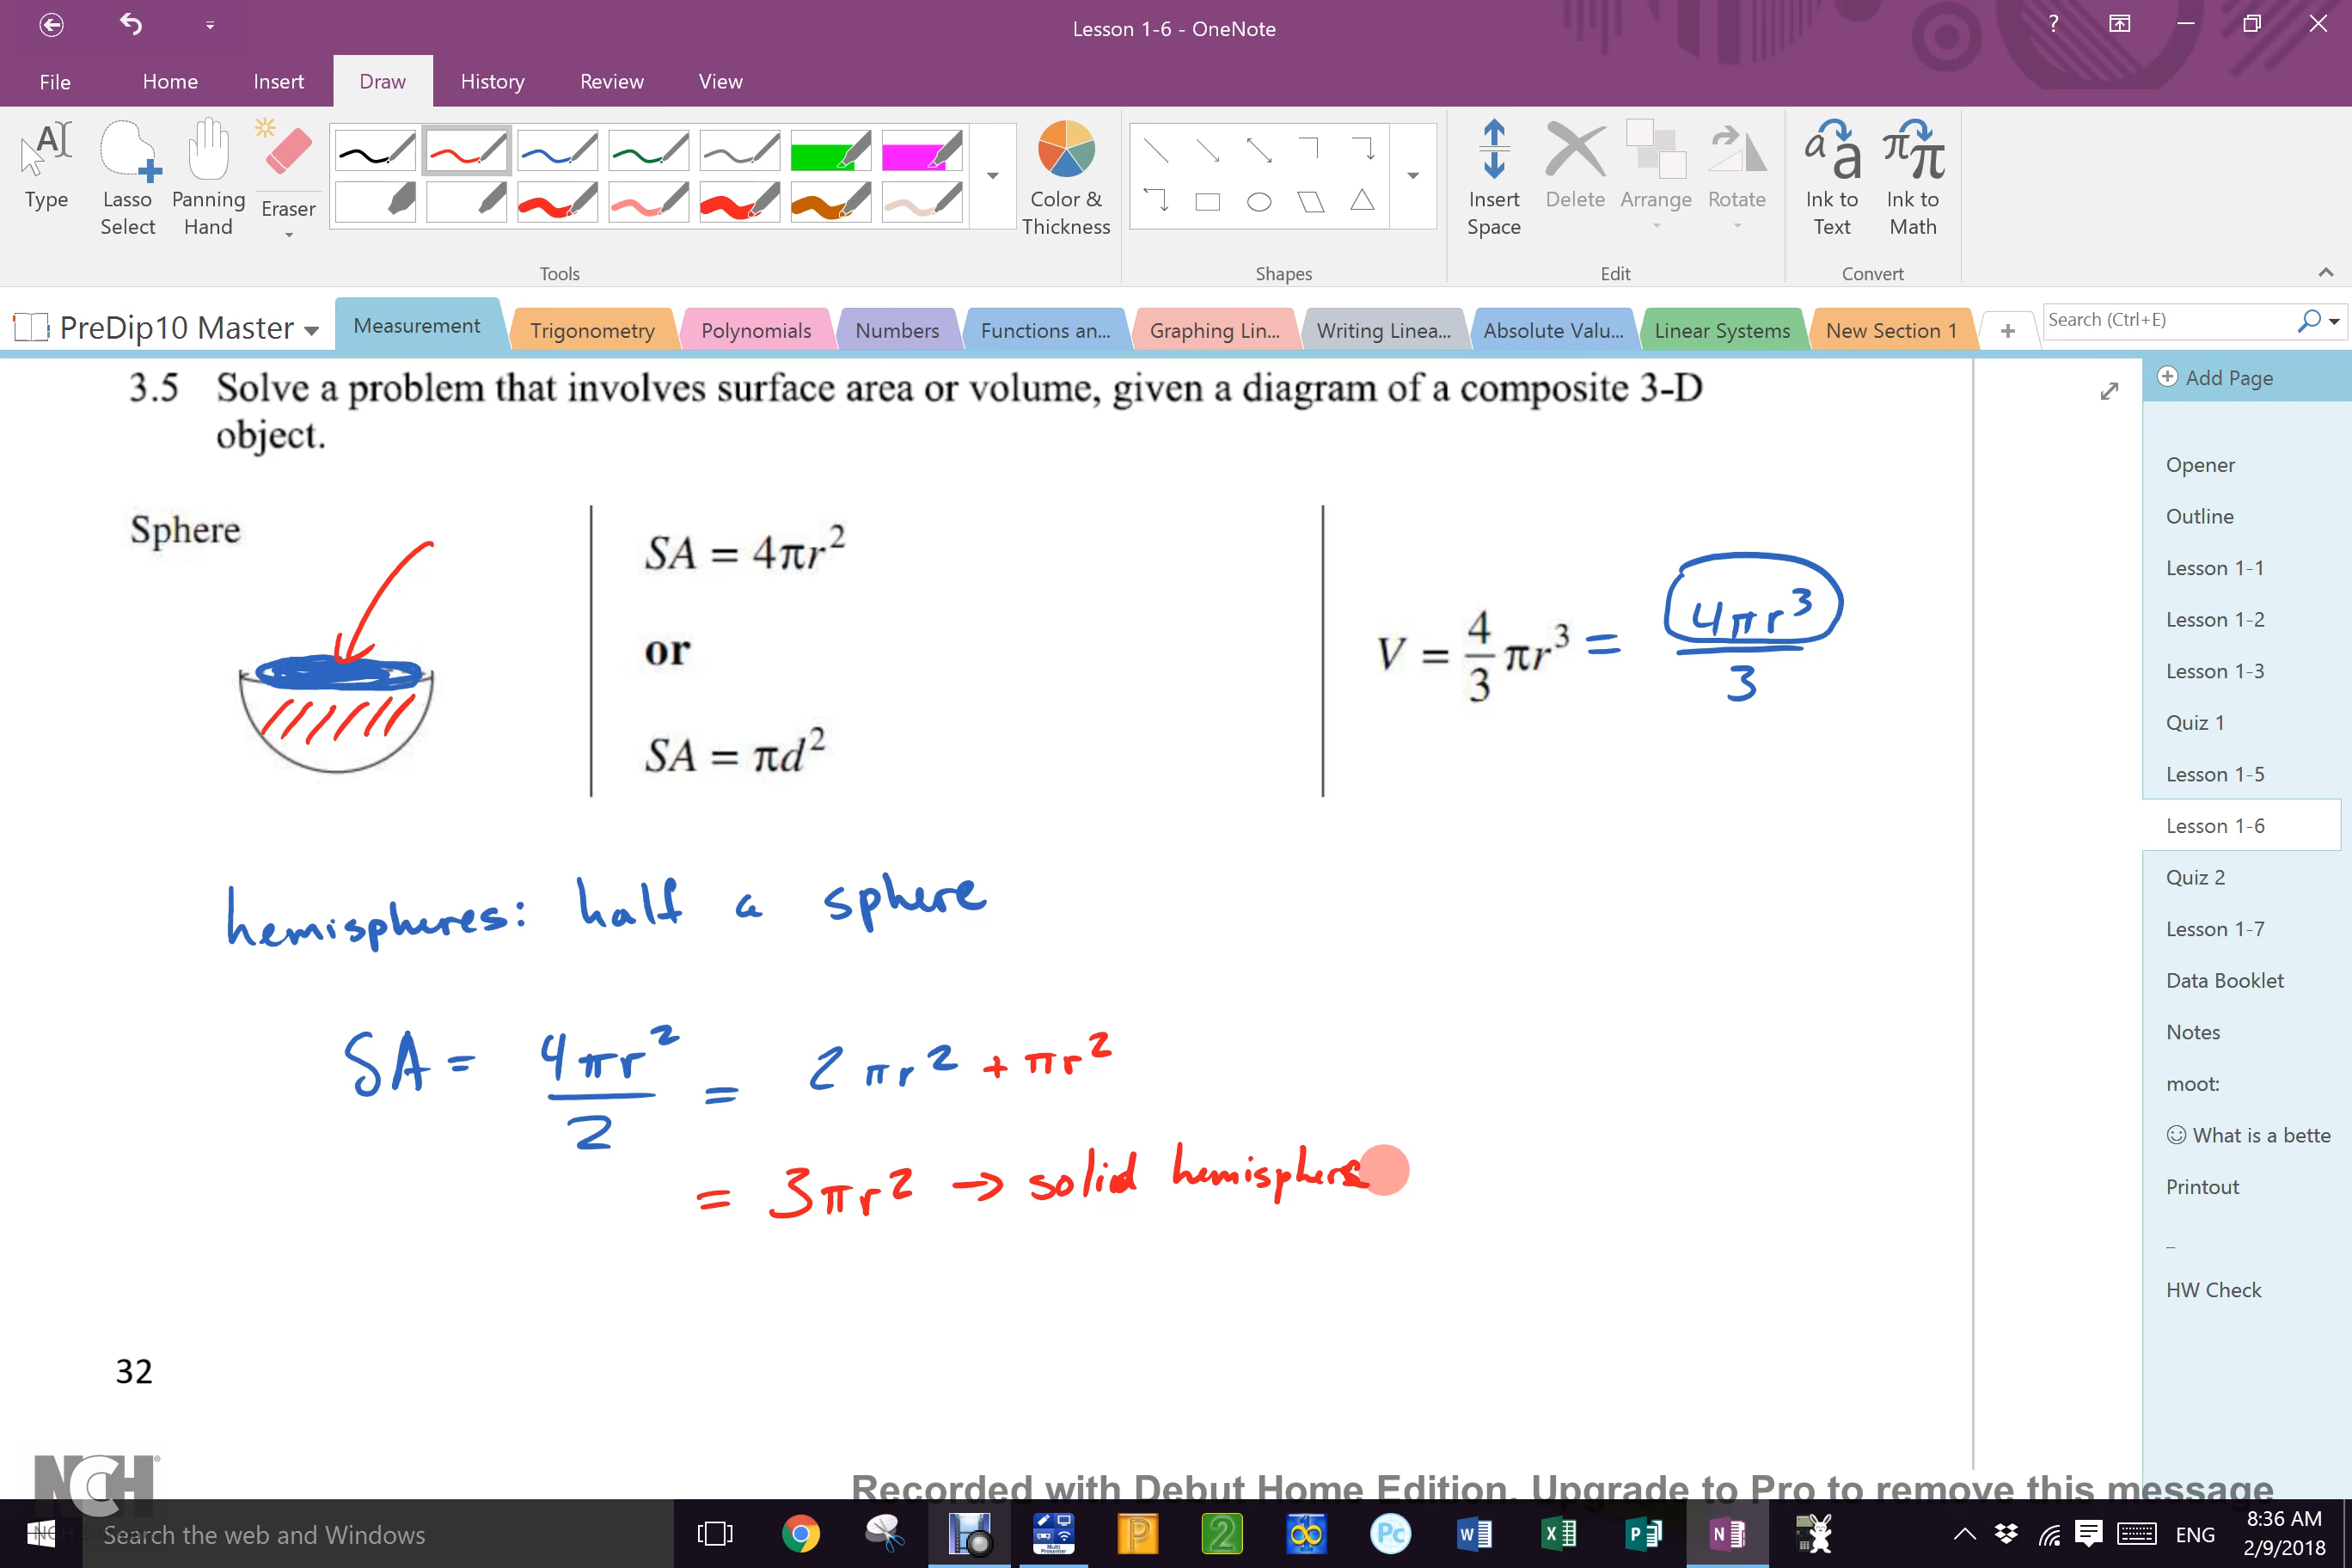 Lesson 1-6 - OneNote
?
File Home Insert Draw History Review View
Type
Lasso Select
Panning Hand
Eraser
Color & Thickness
Insert Space
Delete
Arrange
Rotate
Ink to Text
Ink to Math
Tools
Shapes
Edit
Convert
PreDip10 Master
Measurement Trigonometry Polynomials Numbers Functions an... Graphing Lin... Writing Linea... Absolute Valu... Linear Systems New Section 1 +
Search (Ctrl+E)
3.5 Solve a problem that involves surface area or volume, given a diagram of a composite 3-D
object.
Sphere
SA = 4πr²
or
SA = πd²
V = 4/3 πr³ = 4πr³/3
hemispheres: half a sphere
SA = 4πr²/2 = 2πr² + πr²
= 3πr² → solid hemisphere
32
Add Page
Opener
Outline
Lesson 1-1
Lesson 1-2
Lesson 1-3
Quiz 1
Lesson 1-5
Lesson 1-6
Quiz 2
Lesson 1-7
Data Booklet
Notes
moot:
☺ What is a bette
Printout
–
HW Check
NCH
Recorded with Debut Home Edition. Upgrade to Pro to remove this message
Search the web and Windows
ENG
8:36 AM
2/9/2018